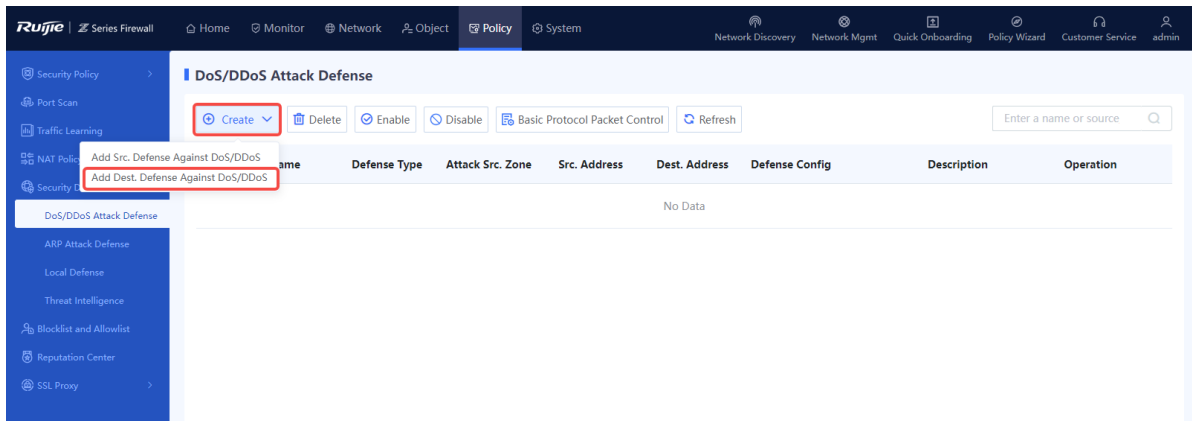 Ruijie | Z Series Firewall Home Monitor Network Object Policy System Network Discovery Network Mgmt Quick Onboarding Policy Wizard Customer Service admin
Security Policy
DoS/DDoS Attack Defense
Port Scan
Create Delete Enable Disable Basic Protocol Packet Control Refresh Enter a name or source
Traffic Learning
NAT Polic
Add Src. Defense Against DoS/DDoS
ame Defense Type Attack Src. Zone Src. Address Dest. Address Defense Config Description Operation
Add Dest. Defense Against DoS/DDoS
Security D
No Data
DoS/DDoS Attack Defense
ARP Attack Defense
Local Defense
Threat Intelligence
Blocklist and Allowlist
Reputation Center
SSL Proxy